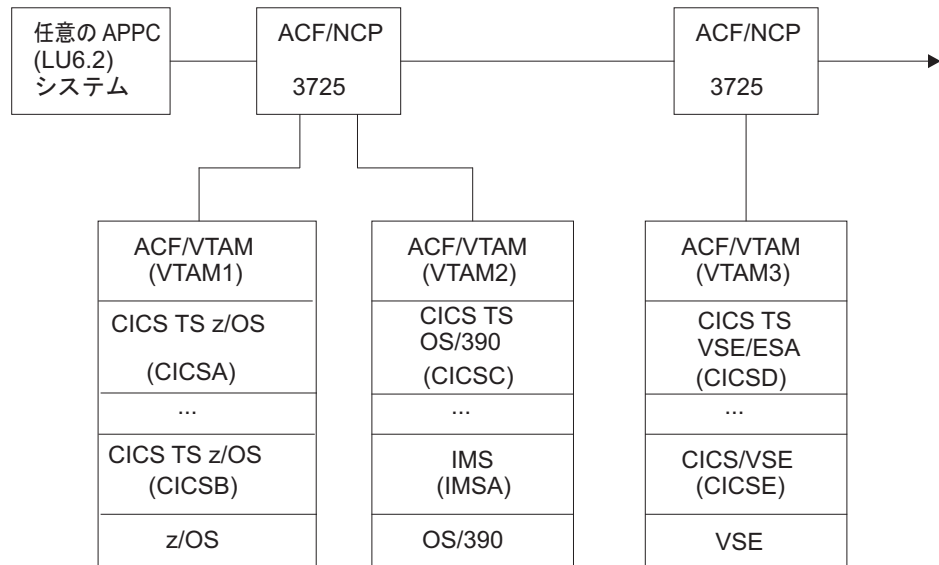 任意の APPC
(LU6.2)
システム
ACF/NCP
3725
ACF/NCP
3725
ACF/VTAM
(VTAM1)
CICS TS z/OS
(CICSA)
...
CICS TS z/OS
(CICSB)
z/OS
ACF/VTAM
(VTAM2)
CICS TS
OS/390
(CICSC)
...
IMS
(IMSA)
OS/390
ACF/VTAM
(VTAM3)
CICS TS
VSE/ESA
(CICSD)
...
CICS/VSE
(CICSE)
VSE